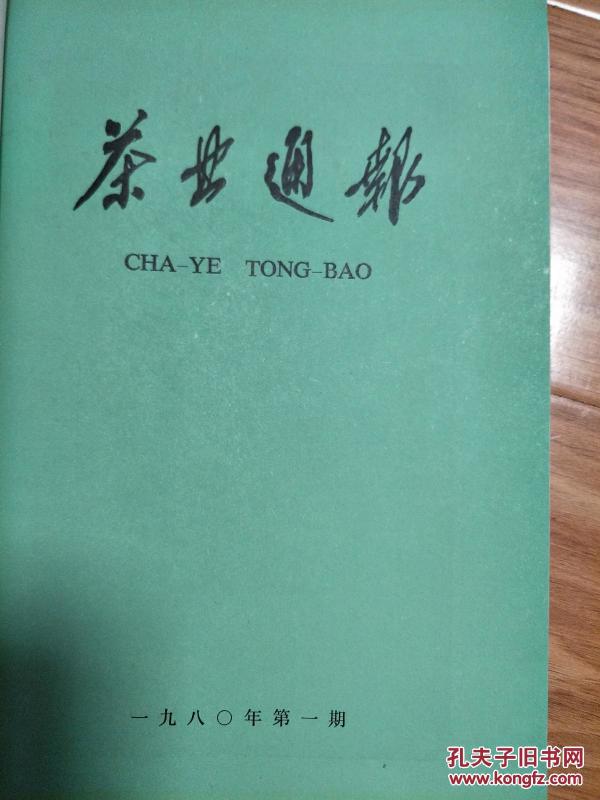 茶业通報
CHA-YE TONG-BAO
一九八〇年第一期
孔夫子旧书网
www.kongfz.com